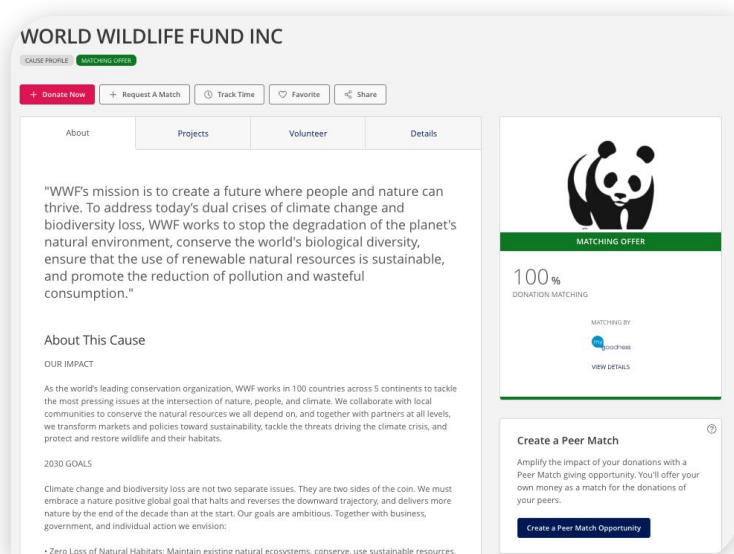 WORLD WILDLIFE FUND INC
CAUSE PROFILE MATCHING OFFER
+ Donate Now + Request A Match Track Time Favorite Share
About Projects Volunteer Details
"WWF's mission is to create a future where people and nature can
thrive. To address today's dual crises of climate change and
biodiversity loss, WWF works to stop the degradation of the planet's
natural environment, conserve the world's biological diversity,
ensure that the use of renewable natural resources is sustainable,
and promote the reduction of pollution and wasteful
consumption."
About This Cause
OUR IMPACT
As the world's leading conservation organization, WWF works in 100 countries across 5 continents to tackle
the most pressing issues at the intersection of nature, people, and climate. We collaborate with local
communities to conserve the natural resources we all depend on, and together with partners at all levels,
we transform markets and policies toward sustainability, tackle the threats driving the climate crisis, and
protect and restore wildlife and their habitats.
2030 GOALS
Climate change and biodiversity loss are not two separate issues. They are two sides of the coin. We must
embrace a nature positive global goal that halts and reverses the downward trajectory, and delivers more
nature by the end of the decade than at the start. Our goals are ambitious. Together with business,
government, and individual action we envision:
• Zero Loss of Natural Habitats: Maintain existing natural ecosystems, conserve, use sustainable resources,
MATCHING OFFER
100 %
DONATION MATCHING
MATCHING BY
my goodness
VIEW DETAILS
Create a Peer Match
Amplify the impact of your donations with a
Peer Match giving opportunity. You'll offer your
own money as a match for the donations of
your peers.
Create a Peer Match Opportunity